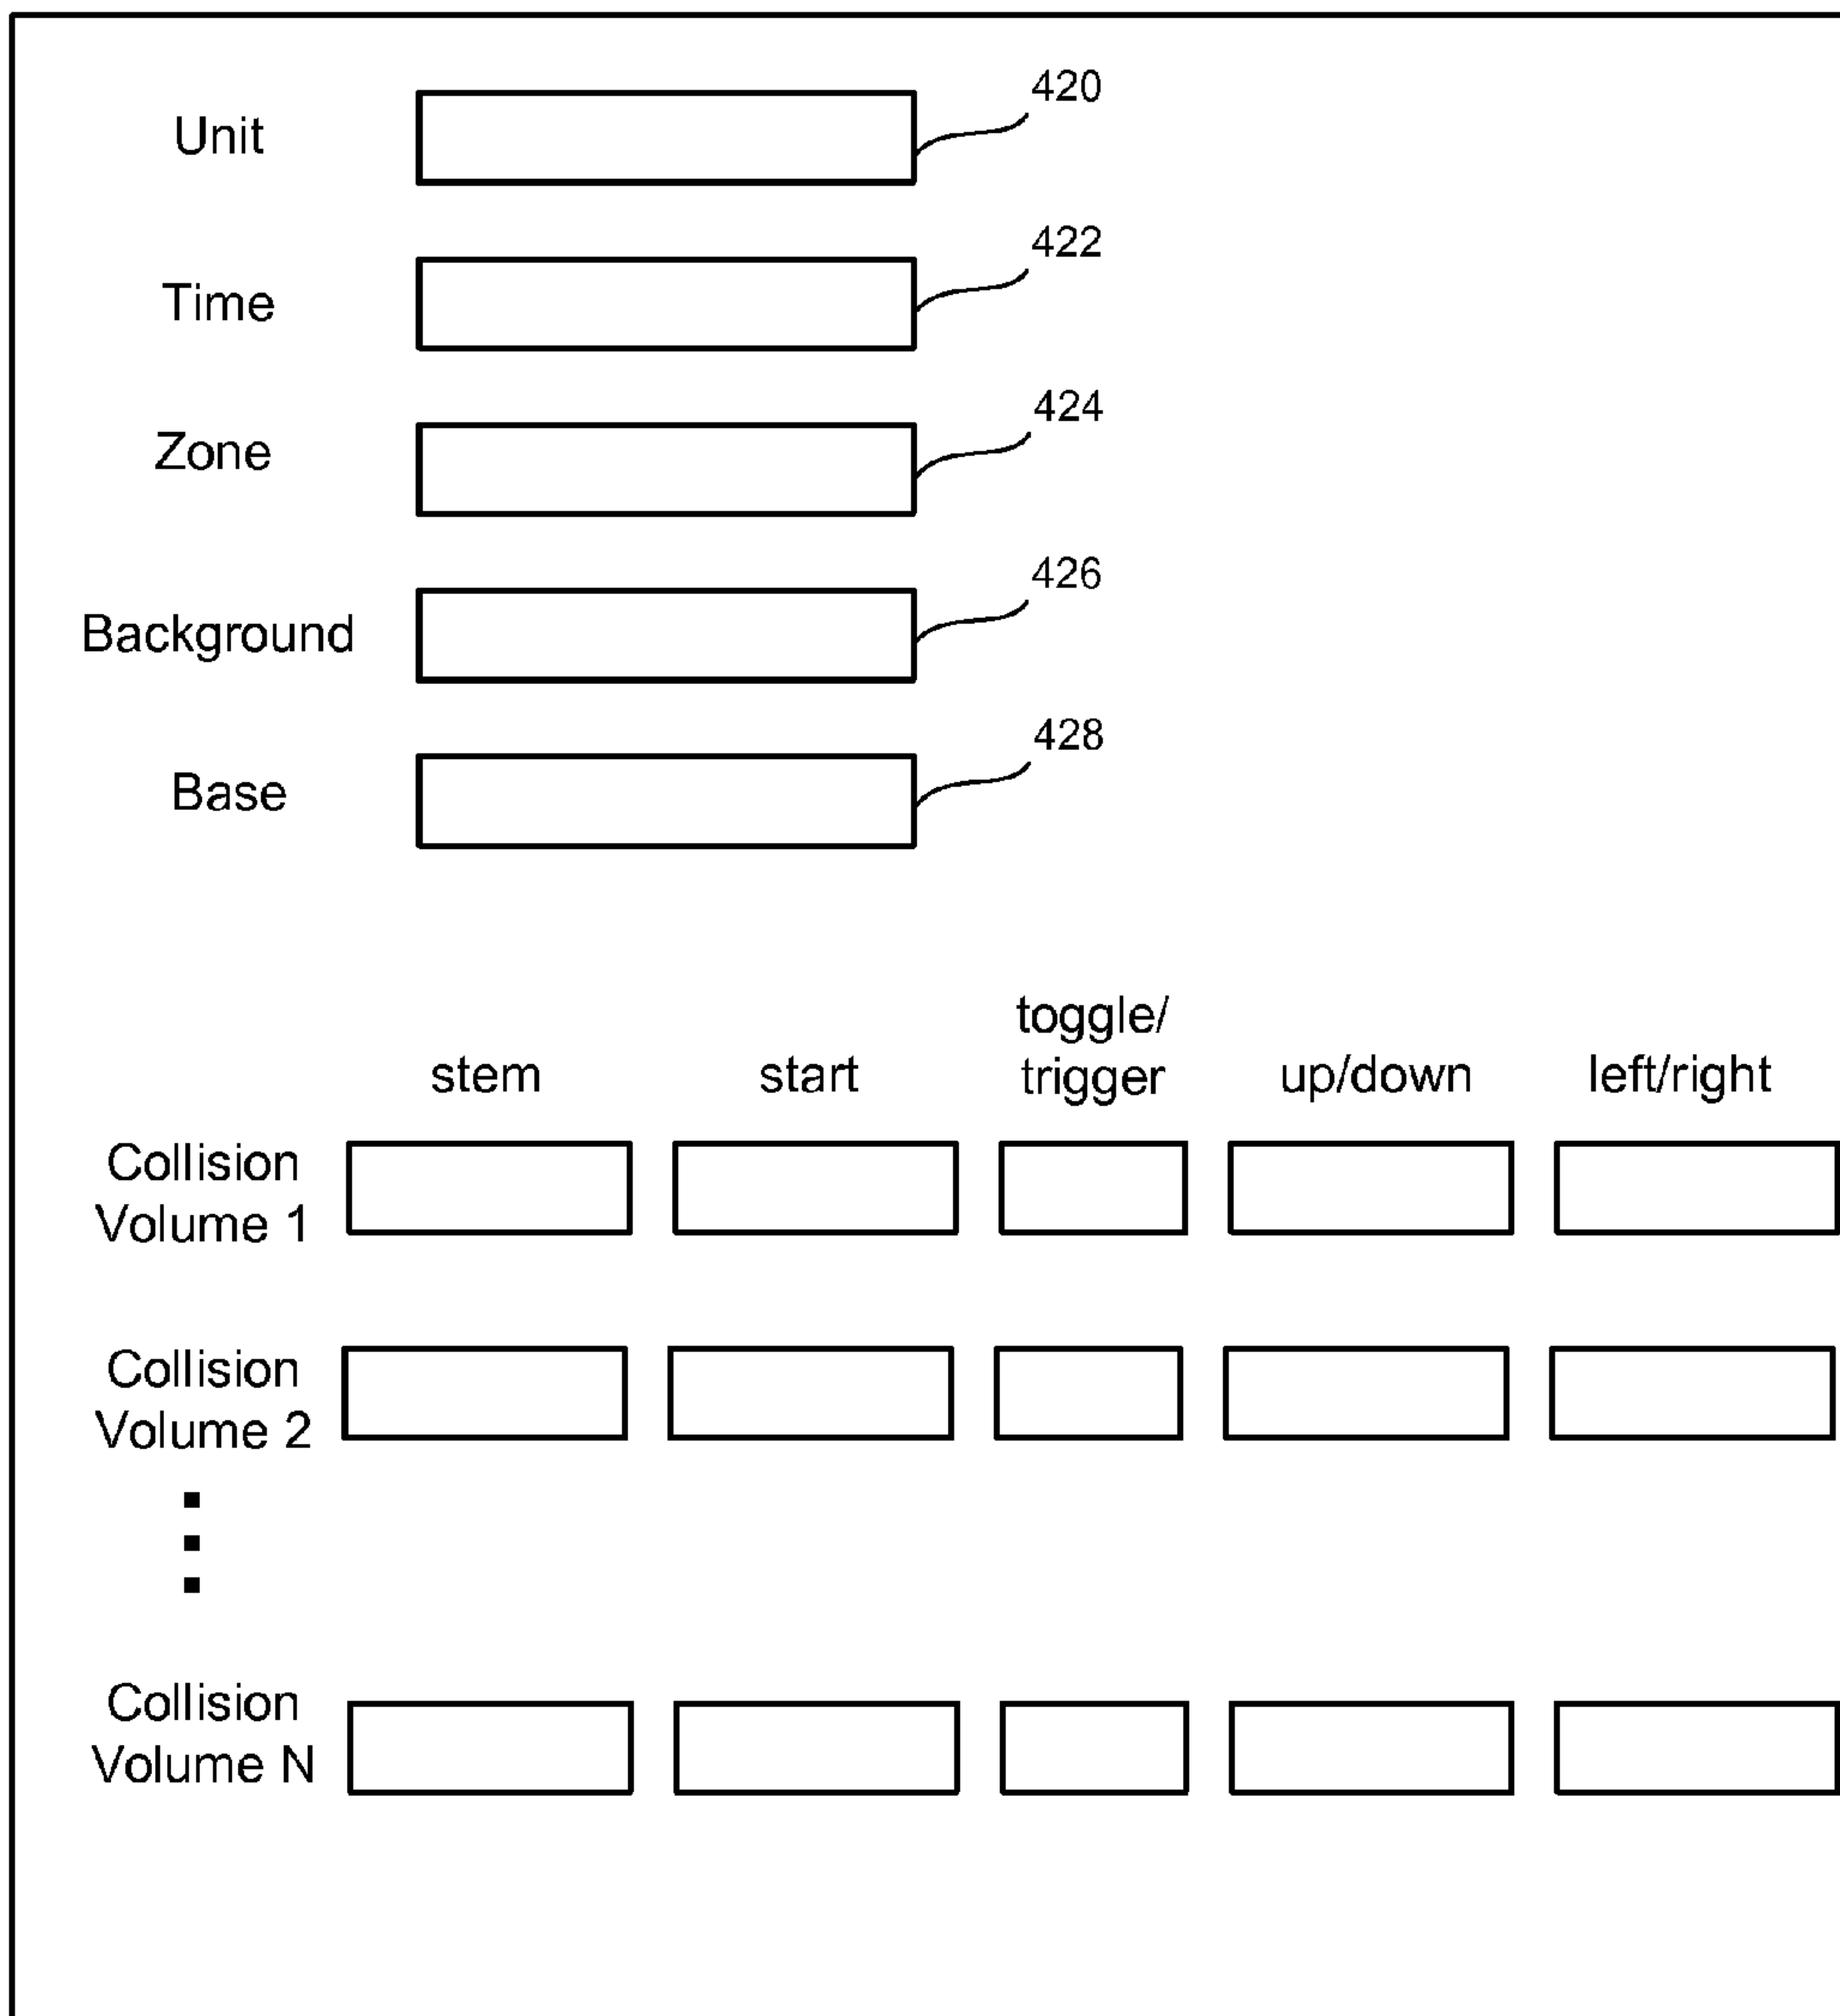 420
Unit
422
Time
424
Zone
426
Background
428
Base
toggle/
stem start trigger up/down left/right
Collision
Volume 1
Collision
Volume 2
Collision
Volume N